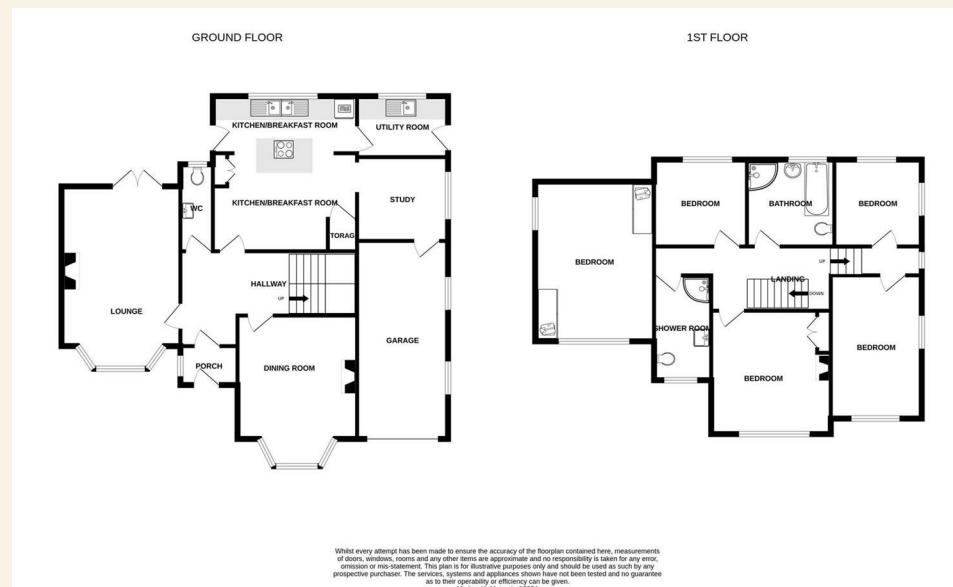 GROUND FLOOR
1ST FLOOR
KITCHEN/BREAKFAST ROOM
UTILITY ROOM
WC
KITCHEN/BREAKFAST ROOM
STUDY
TORAG
HALLWAY
UP
LOUNGE
GARAGE
PORCH
DINING ROOM
BEDROOM
BATHROOM
BEDROOM
BEDROOM
UP
LANDING
DOWN
SHOWER ROOM
BEDROOM
BEDROOM
Whilst every attempt has been made to ensure the accuracy of the floorplan contained here, measurements
of doors, windows, rooms and any other items are approximate and no responsibility is taken for any error,
omission or mis-statement. This plan is for illustrative purposes only and should be used as such by any
prospective purchaser. The services, systems and appliances shown have not been tested and no guarantee
as to their operability or efficiency can be given.